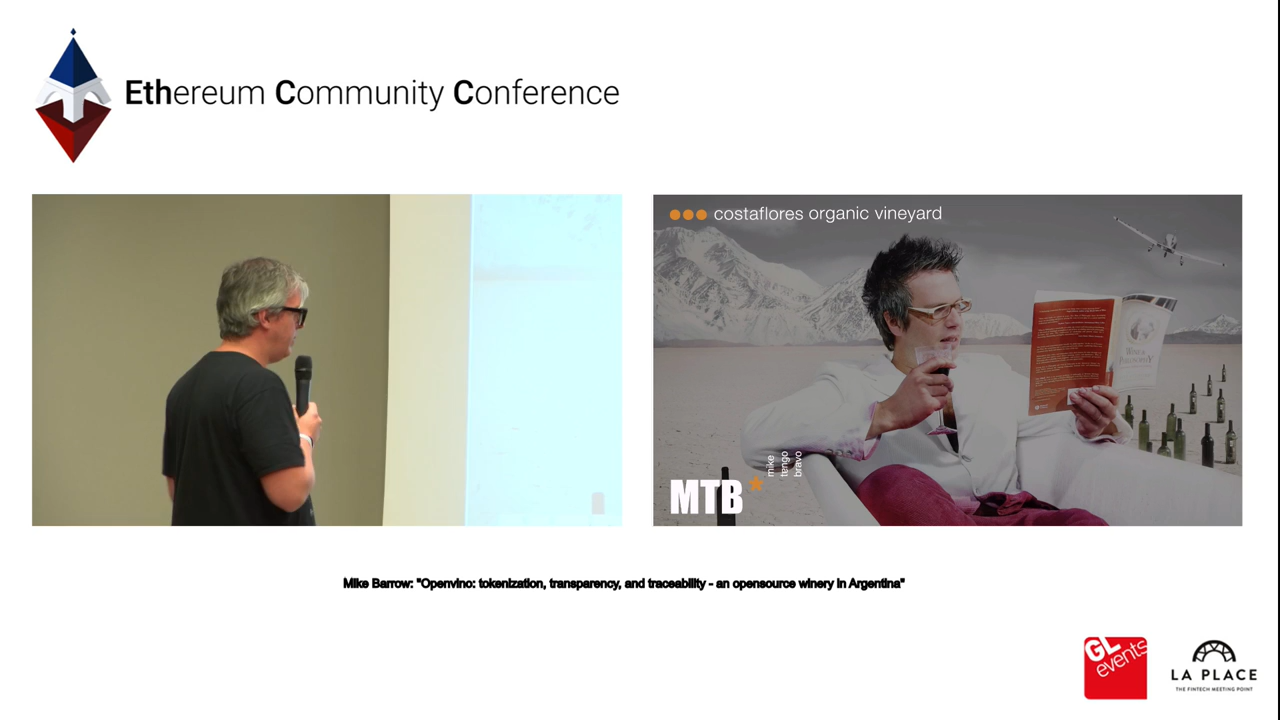 Ethereum Community Conference
costaflores organic vineyard
mike
tengo
bravo
MTB*
Mike Barrow: "Openvino: tokenization, transparency, and traceability - an opensource winery in Argentina"
GL
events
LA PLACE
THE FINTECH MEETING POINT